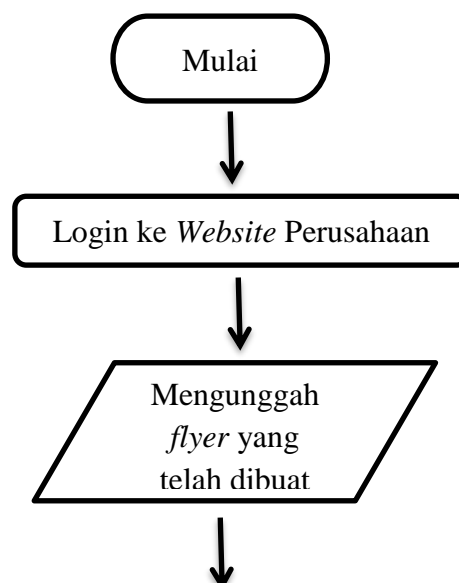 Mulai
Login ke Website Perusahaan
Mengunggah
flyer yang
telah dibuat